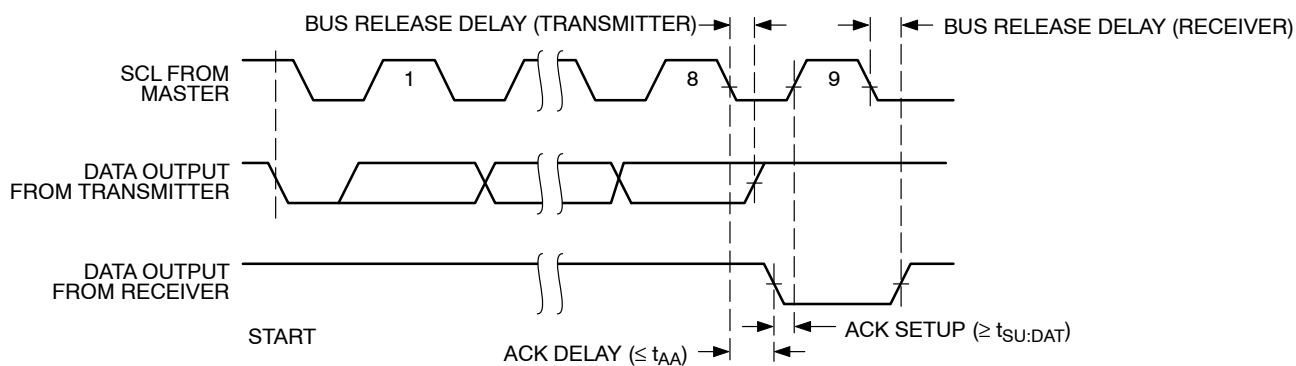 BUS RELEASE DELAY (TRANSMITTER)
BUS RELEASE DELAY (RECEIVER)
SCL FROM
MASTER
1
8
9
DATA OUTPUT
FROM TRANSMITTER
DATA OUTPUT
FROM RECEIVER
START
ACK SETUP (≥ tSU:DAT)
ACK DELAY (≤ tAA)